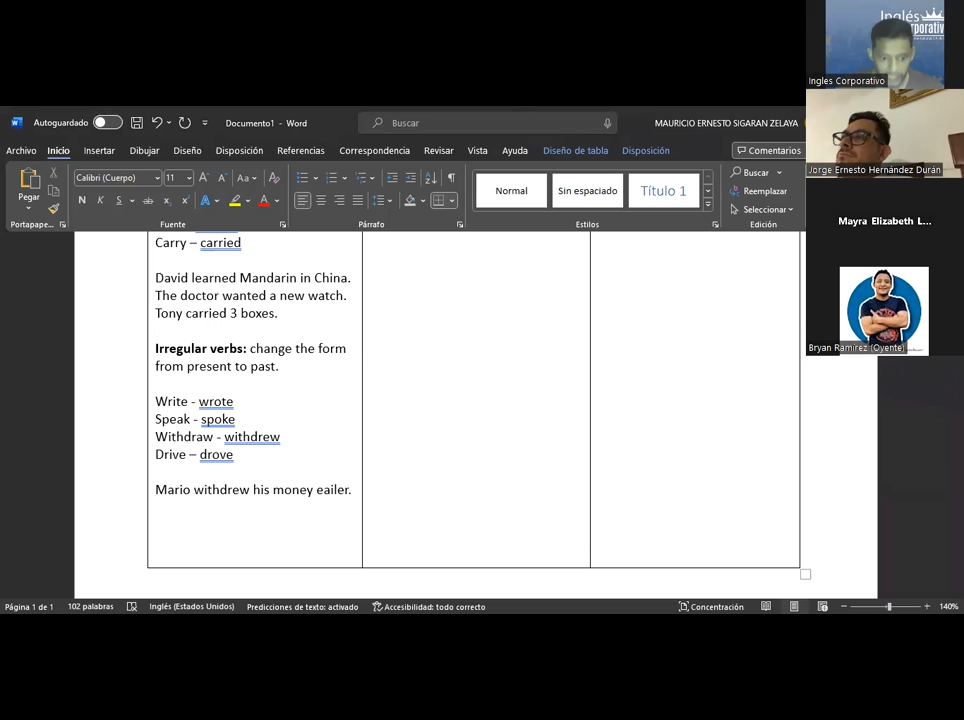 Inglés
Corporativo
Ingles Corporativo
Autoguardado
Documento1 - Word
Buscar
MAURICIO ERNESTO SIGARAN ZELAYA
Archivo Inicio Insertar Dibujar Diseño Disposición Referencias Correspondencia Revisar Vista Ayuda Diseño de tabla Disposición Comentarios
Jorge Ernesto Hernández Durán
Pegar
Calibri (Cuerpo) 11
Normal
Sin espaciado
Título 1
Buscar
Reemplazar
Seleccionar
Portapape...
Fuente
Párrafo
Estilos
Edición
Mayra Elizabeth L...
Bryan Ramirez (Oyente)
Carry – carried
David learned Mandarin in China.
The doctor wanted a new watch.
Tony carried 3 boxes.
Irregular verbs: change the form
from present to past.
Write - wrote
Speak - spoke
Withdraw - withdrew
Drive – drove
Mario withdrew his money eailer.
Página 1 de 1 102 palabras Inglés (Estados Unidos) Predicciones de texto: activado Accesibilidad: todo correcto Concentración 140%